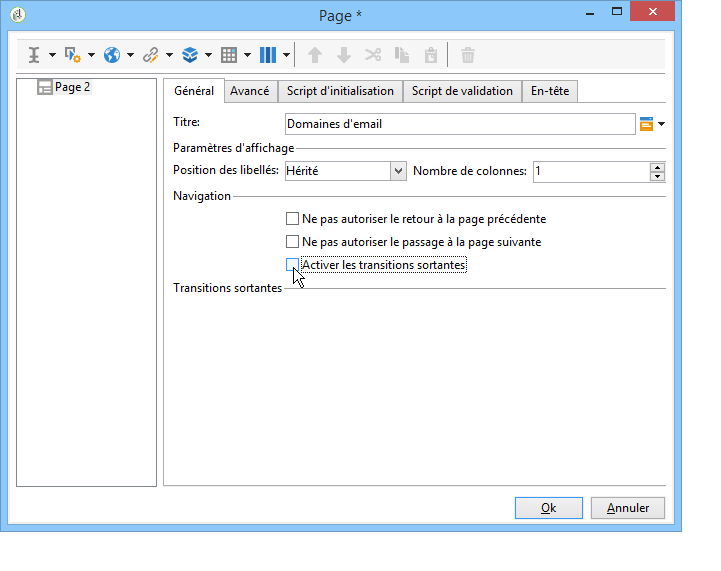 Page *
Page 2
Général Avancé Script d'initialisation Script de validation En-tête
Titre: Domaines d'email
Paramètres d'affichage
Position des libellés: Hérité Nombre de colonnes: 1
Navigation
Ne pas autoriser le retour à la page précédente
Ne pas autoriser le passage à la page suivante
Activer les transitions sortantes
Transitions sortantes
Ok Annuler